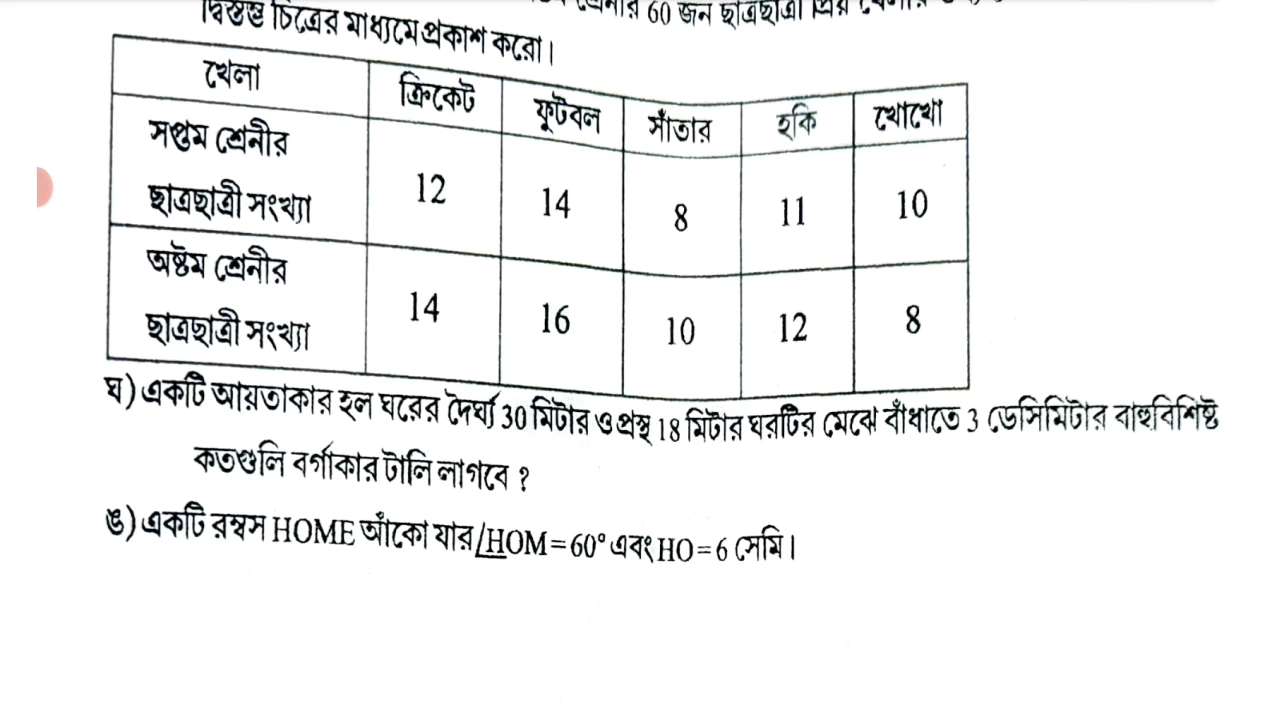 60 জন ছাত্রছাত্রী প্রিয়
দ্বিস্তম্ভ চিত্রের মাধ্যমে প্রকাশ করো।
খেলা ক্রিকেট ফুটবল সাঁতার হকি খোখো
সপ্তম শ্রেনীর
ছাত্রছাত্রী সংখ্যা 12 14 8 11 10
অষ্টম শ্রেনীর
ছাত্রছাত্রী সংখ্যা 14 16 10 12 8
ঘ) একটি আয়তাকার হল ঘরের দৈর্ঘ্য 30 মিটার ও প্রস্থ 18 মিটার ঘরটির মেঝে বাঁধাতে 3 ডেসিমিটার বাহুবিশিষ্ট
কতগুলি বর্গাকার টালি লাগবে ?
ঙ) একটি রম্বস HOME আঁকো যার ∠HOM = 60° এবং HO = 6 সেমি।